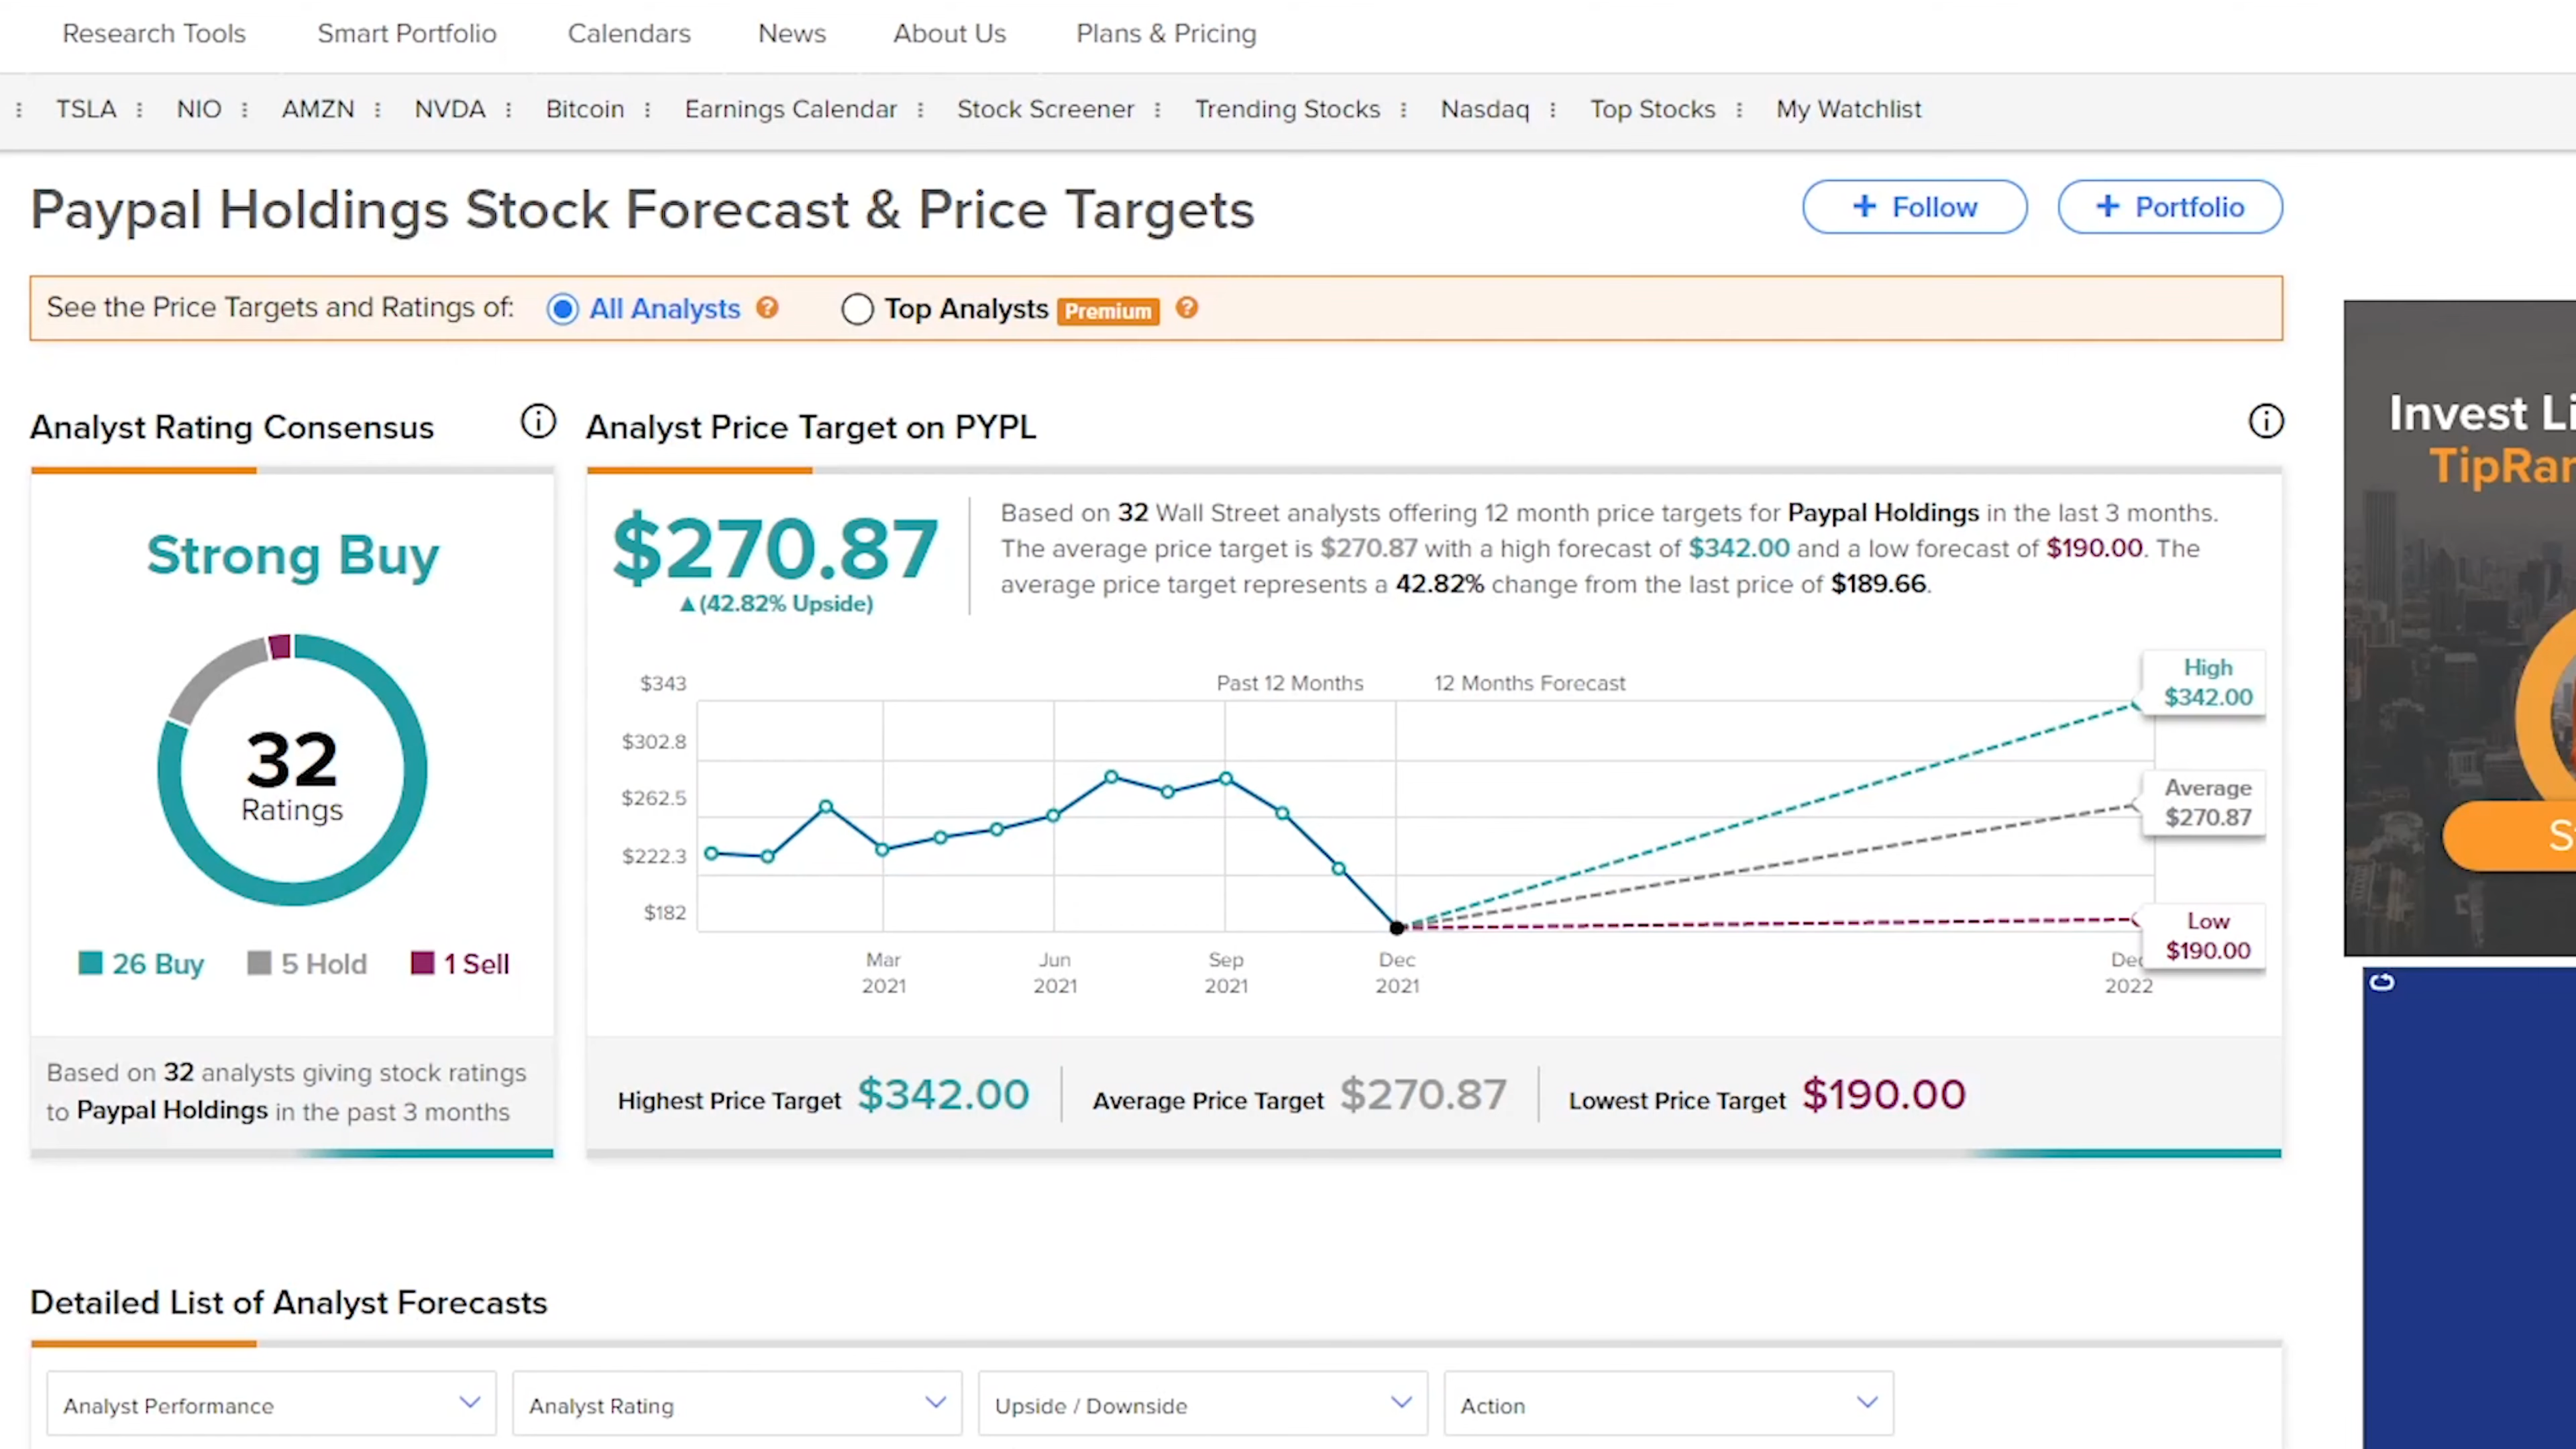 Research Tools Smart Portfolio Calendars News About Us Plans & Pricing
TSLA NIO AMZN NVDA Bitcoin Earnings Calendar Stock Screener Trending Stocks Nasdaq Top Stocks My Watchlist
Paypal Holdings Stock Forecast & Price Targets
+ Follow
+ Portfolio
See the Price Targets and Ratings of: All Analysts ? Top Analysts Premium ?
Analyst Rating Consensus
Strong Buy
32
Ratings
26 Buy 5 Hold 1 Sell
Based on 32 analysts giving stock ratings
to Paypal Holdings in the past 3 months
Analyst Price Target on PYPL
$270.87
▲(42.82% Upside)
Based on 32 Wall Street analysts offering 12 month price targets for Paypal Holdings in the last 3 months.
The average price target is $270.87 with a high forecast of $342.00 and a low forecast of $190.00. The
average price target represents a 42.82% change from the last price of $189.66.
Past 12 Months 12 Months Forecast
$343
$302.8
$262.5
$222.3
$182
High
$342.00
Average
$270.87
Low
$190.00
Mar
2021
Jun
2021
Sep
2021
Dec
2021
2022
Highest Price Target $342.00
Average Price Target $270.87
Lowest Price Target $190.00
Invest
Detailed List of Analyst Forecasts
Analyst Performance
Analyst Rating
Upside / Downside
Action